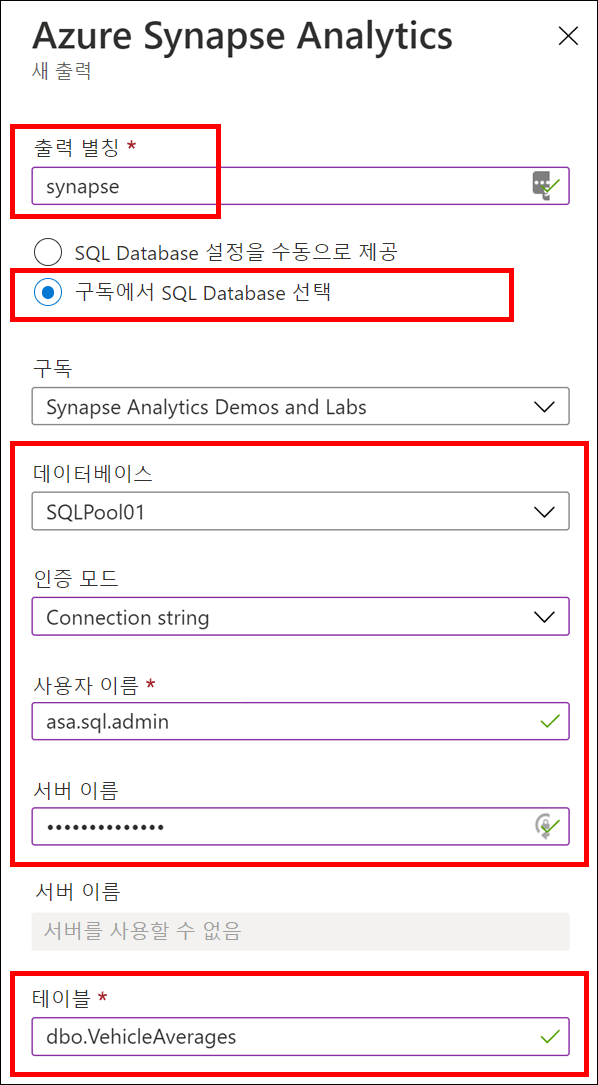 Azure Synapse Analytics
새 출력
출력 별칭 *
synapse
SQL Database 설정을 수동으로 제공
구독에서 SQL Database 선택
구독
Synapse Analytics Demos and Labs
데이터베이스
SQLPool01
인증 모드
Connection string
사용자 이름 *
asa.sql.admin
서버 이름
••••••••••••••
서버 이름
서버를 사용할 수 없음
테이블 *
dbo.VehicleAverages